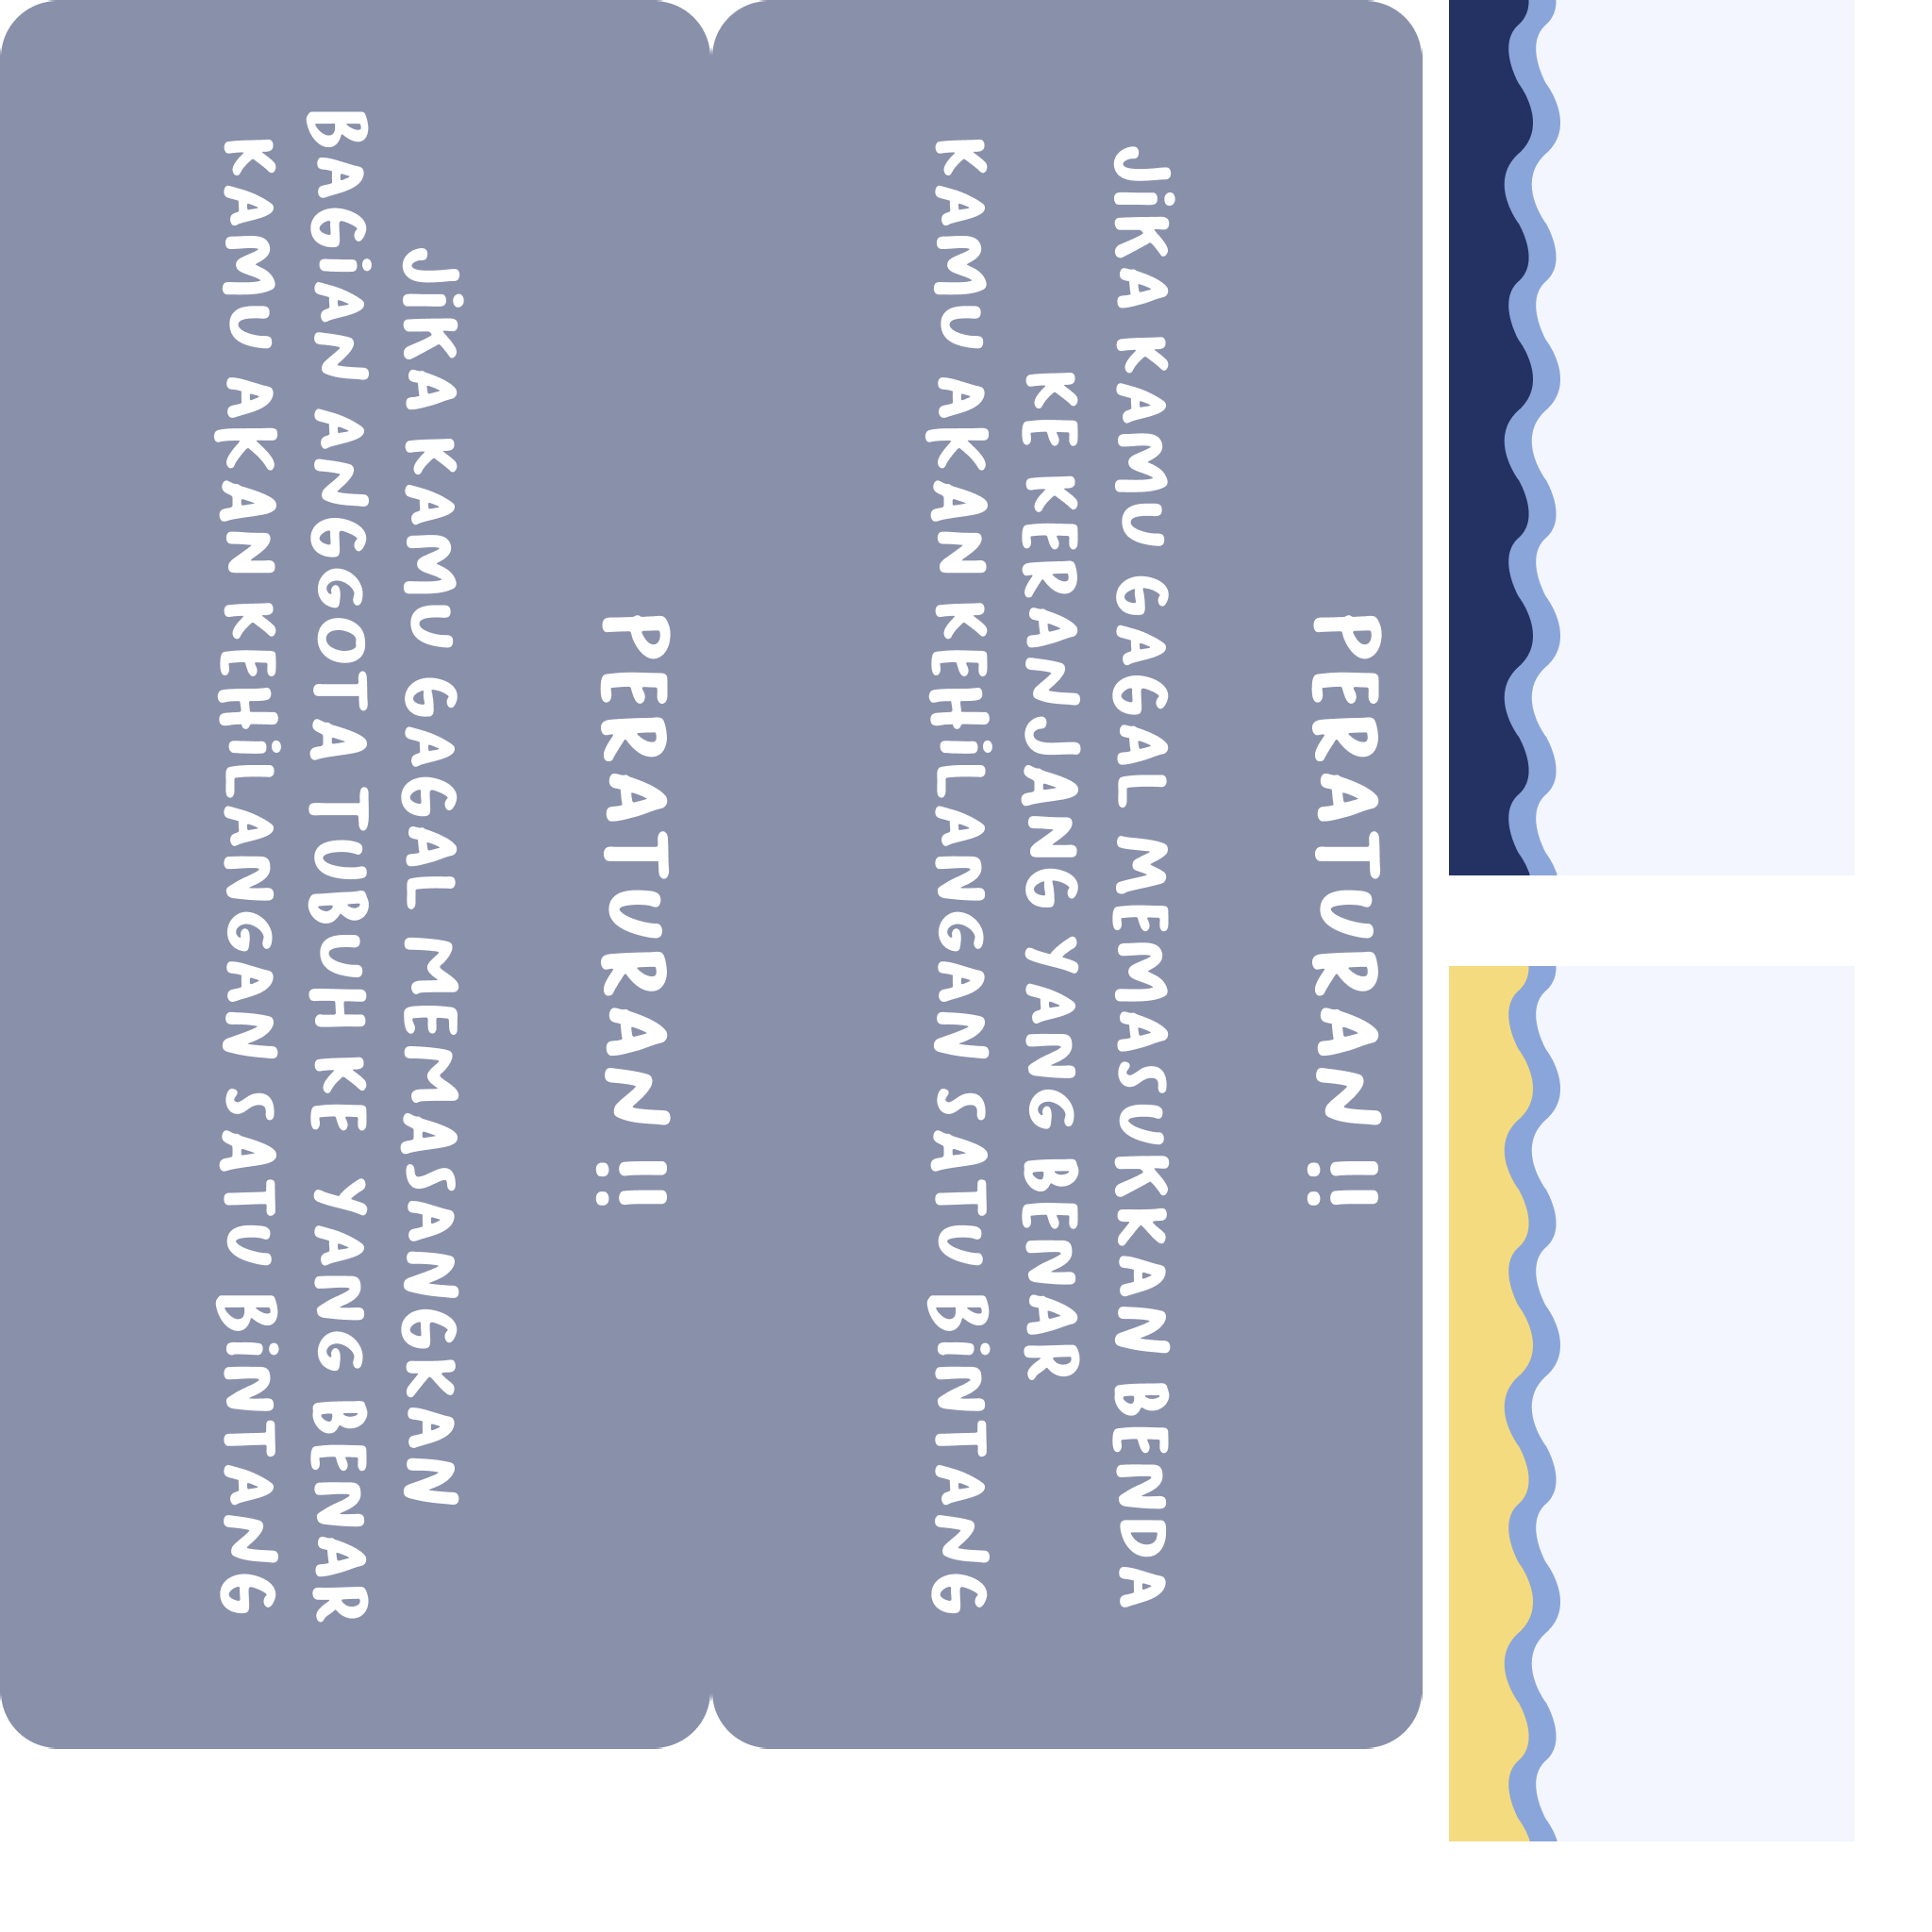 PERATURAN !!
JIKA KAMU GAGAL MEMASUKKAN BENDA
KE KERANJANG YANG BENAR
KAMU AKAN KEHILANGAN SATU BINTANG
PERATURAN !!
JIKA KAMU GAGAL MEMASANGKAN
BAGIAN ANGGOTA TUBUH KE YANG BENAR
KAMU AKAN KEHILANGAN SATU BINTANG